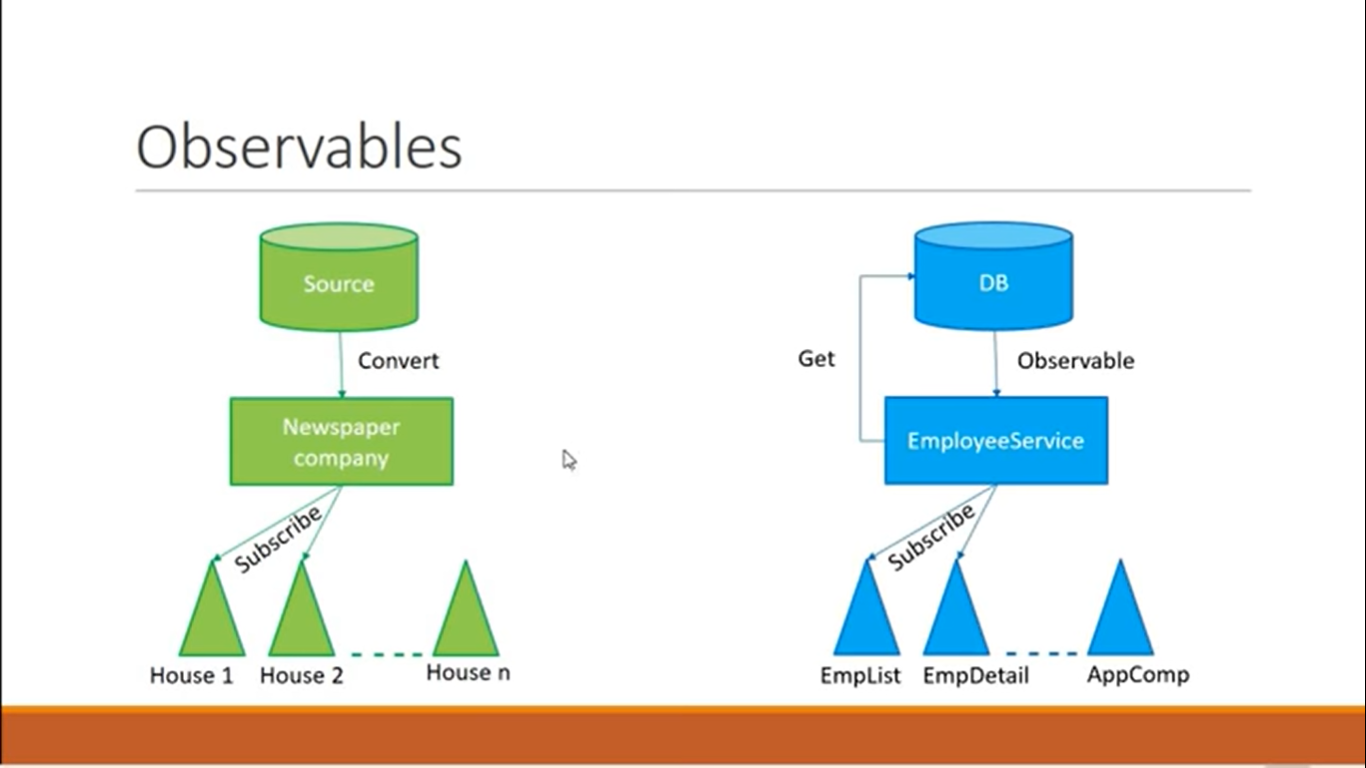 Observables
Source
Convert
Newspaper
company
Subscribe
House 1
House 2
House n
DB
Get
Observable
EmployeeService
Subscribe
EmpList
EmpDetail
AppComp